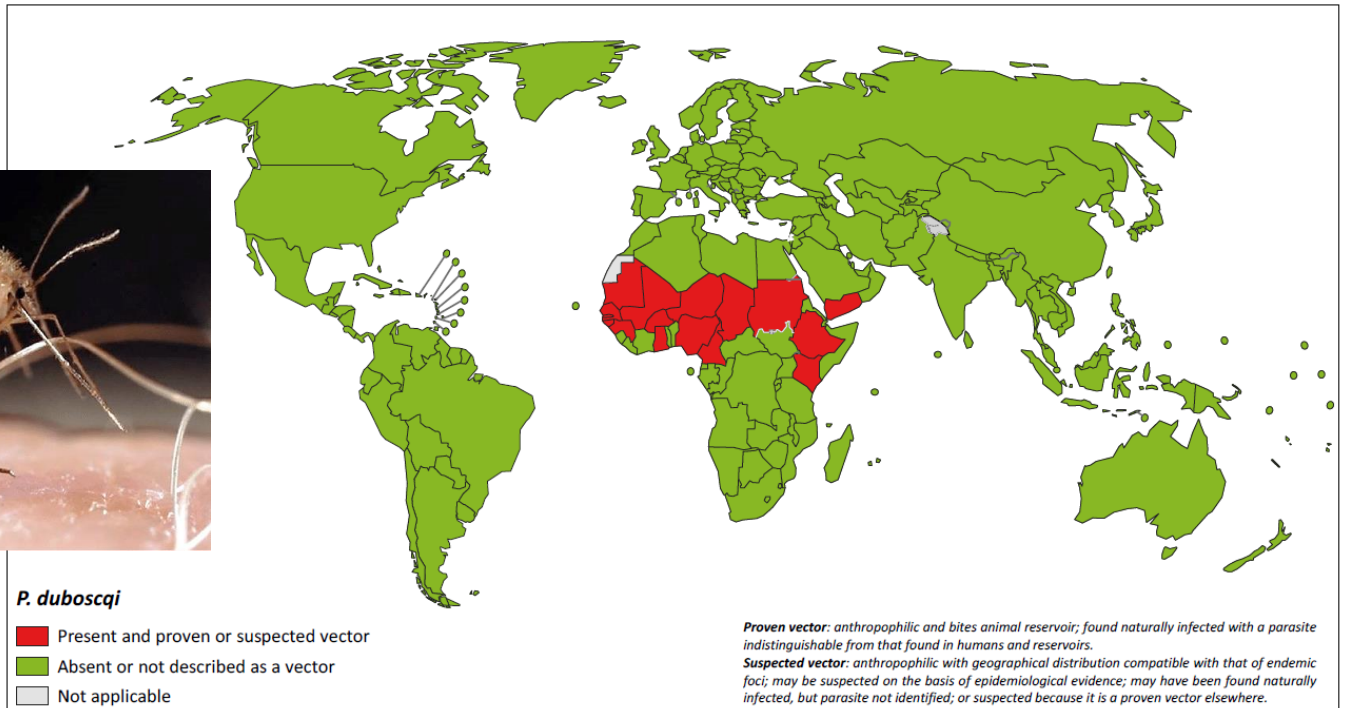 P. duboscqi
Present and proven or suspected vector
Absent or not described as a vector
Not applicable
Proven vector: anthropophilic and bites animal reservoir; found naturally infected with a parasite
indistinguishable from that found in humans and reservoirs.
Suspected vector: anthropophilic with geographical distribution compatible with that of endemic
foci; may be suspected on the basis of epidemiological evidence; may have been found naturally
infected, but parasite not identified; or suspected because it is a proven vector elsewhere.